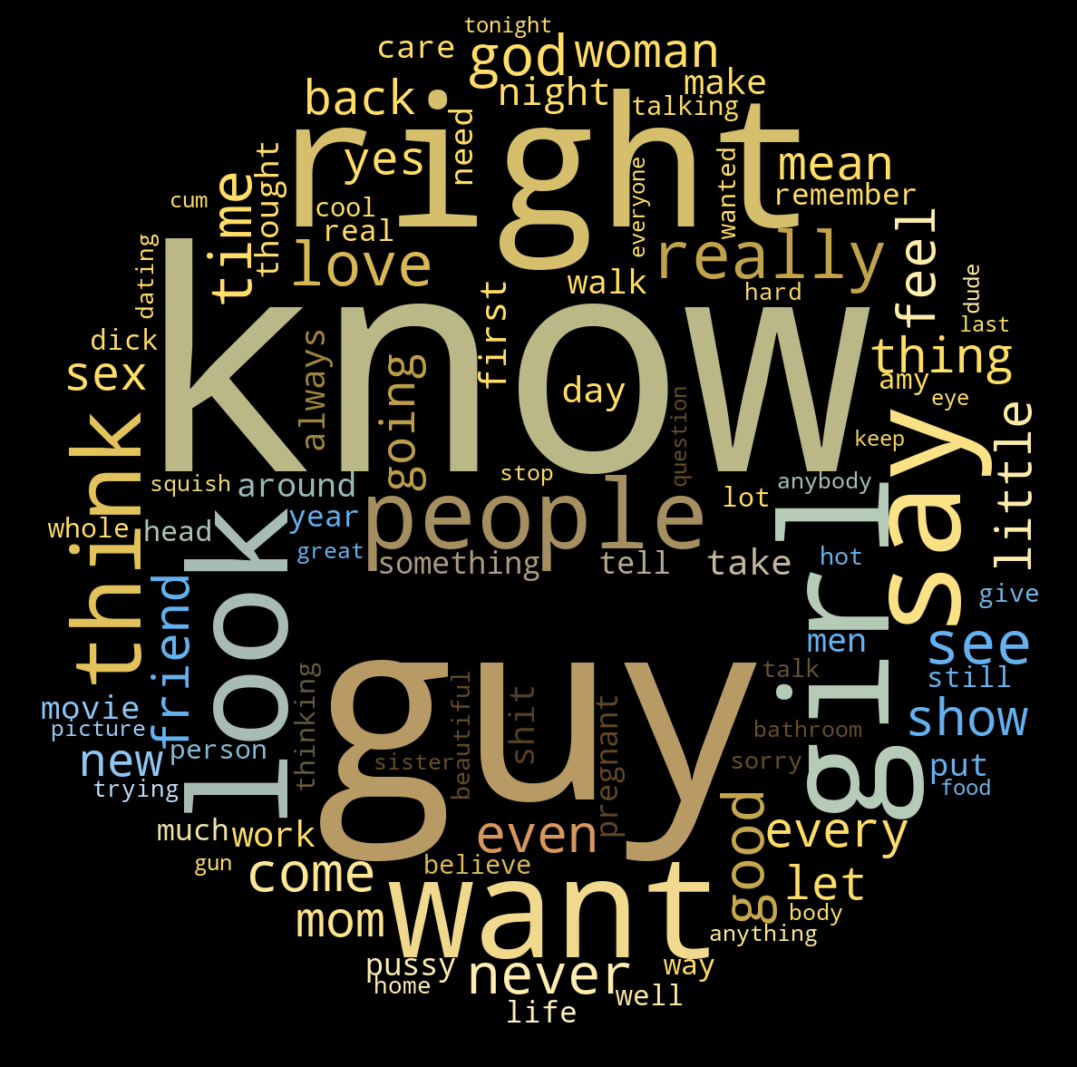 tonight
care
god
woman
back
night
make
talking
right
need
yes
mean
remember
time
thought
cum
cool
real
everyone
wanted
love
really
feel
dating
walk
hard
dude
first
last
know
dick
sex
always
going
day
thing
amy
eye
question
keep
little
say
think
squish
around
stop
anybody
lot
people
whole
head
year
great
something
tell
take
hot
look
girl
friend
give
men
see
still
guy
talk
thinking
movie
picture
new
person
trying
sister
beautiful
shit
pregnant
bathroom
sorry
show
put
food
much
work
even
good
every
gun
come
believe
let
want
mom
body
anything
pussy
home
never
way
well
life